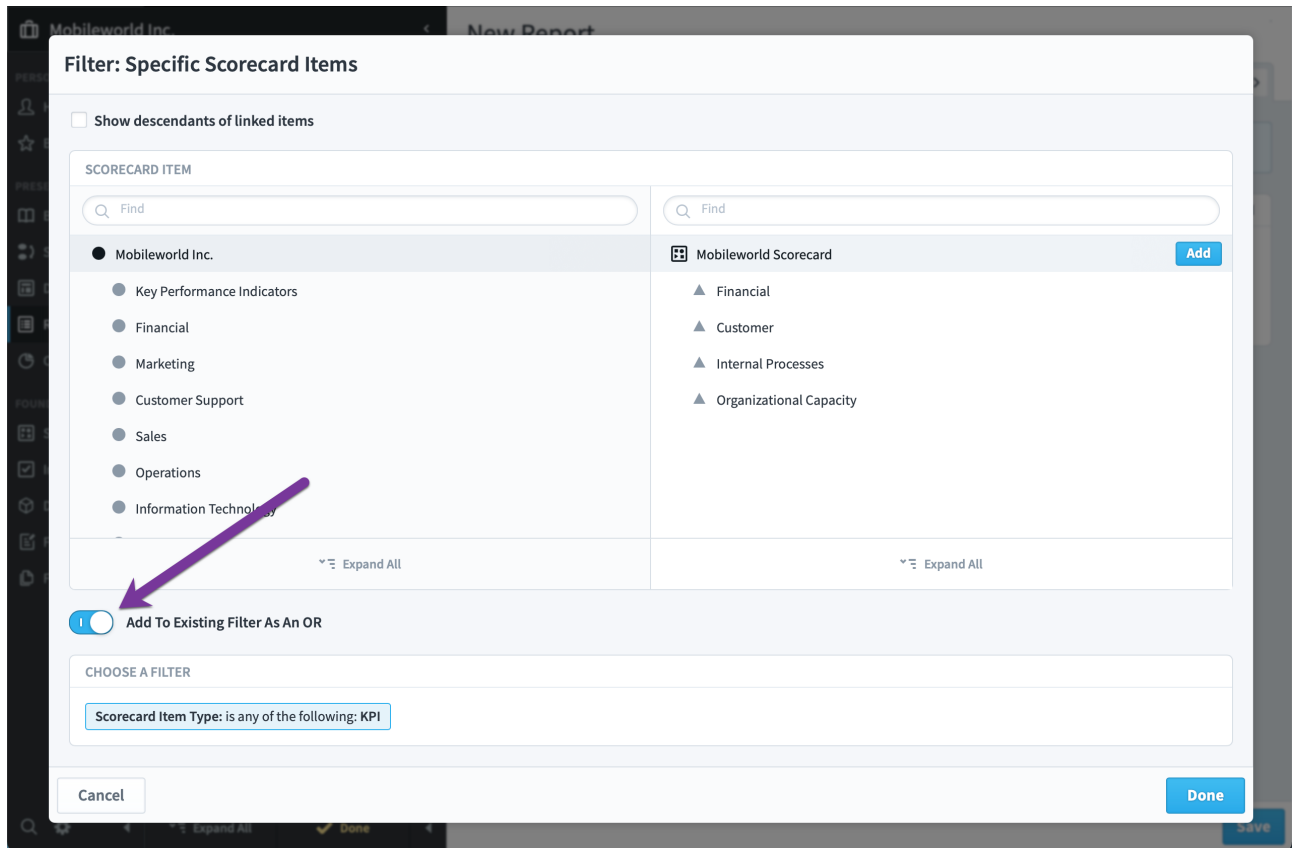 Mobileworld Inc.
New Report
Filter: Specific Scorecard Items
Show descendants of linked items
SCORECARD ITEM
Find
Find
Mobileworld Inc.
Key Performance Indicators
Financial
Marketing
Customer Support
Sales
Operations
Information Technology
Expand All
Mobileworld Scorecard
Add
Financial
Customer
Internal Processes
Organizational Capacity
Expand All
Add To Existing Filter As An OR
CHOOSE A FILTER
Scorecard Item Type: is any of the following: KPI
Cancel
Done
Expand All
Done
Save